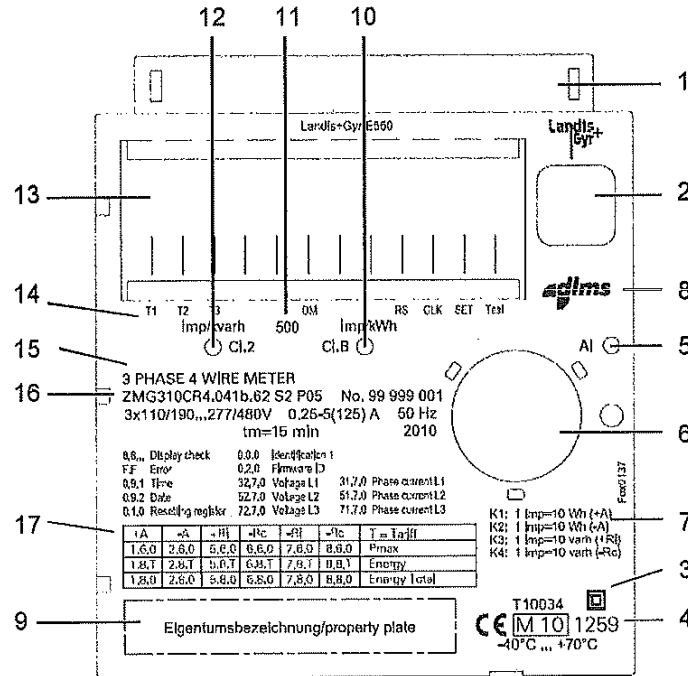 12 11 10
1
Landis+Gyr E550
Landis+
Gyr
13
2
14
T1 T2 T3 DM RS CLK SET Test
dlms
8
Imp/kvarh 500 Imp/kWh
Cl.2 Cl.B
AI
5
15
3 PHASE 4 WIRE METER
16
ZMG310CR4.041b.62 S2 P05 No. 99 999 001
3x110/190...277/480V 0.25-5(125) A 50 Hz
tm=15 min 2010
6
Display check 0.0.0 Identification 1
F.F Error 0.2.0 Firmware ID
0.9.1 Time 32.7.0 Voltage L1 31.7.0 Phase current L1
0.9.2 Date 52.7.0 Voltage L2 51.7.0 Phase current L2
0.1.0 Resetting register 72.7.0 Voltage L3 71.7.0 Phase current L3
17
+A -A +Ri +Rc -Ri -Rc T = Tariff
1.6.0 2.6.0 5.6.0 6.6.0 7.6.0 8.6.0 Pmax
1.8.T 2.8.T 5.8.T 6.8.T 7.8.T 8.8.T Energy
1.8.0 2.8.0 5.8.0 6.8.0 7.8.0 8.8.0 Energy Total
K1: 1 Imp=10 Wh (+A)
K2: 1 Imp=10 Wh (-A)
K3: 1 Imp=10 varh (+Ri)
K4: 1 Imp=10 varh (-Rc)
7
3
9
Eigentumsbezeichnung/property plate
T10034
CE M 10 1259
4
-40°C ... +70°C